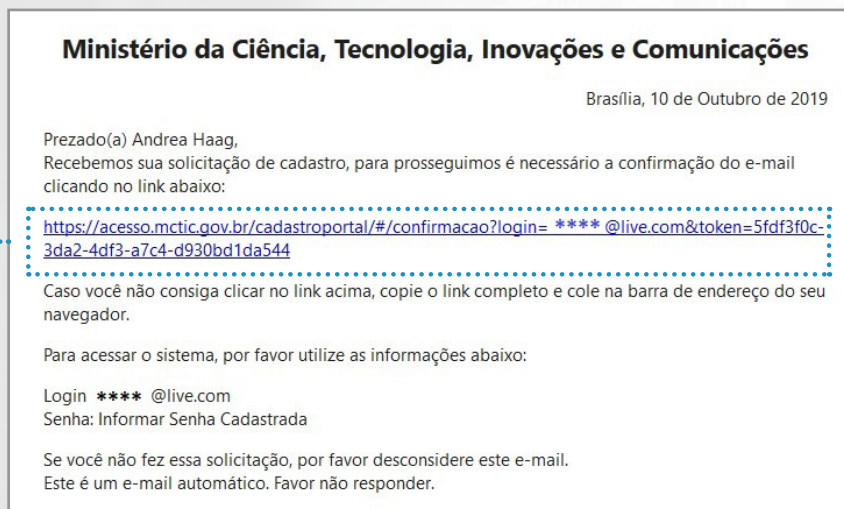 Ministério da Ciência, Tecnologia, Inovações e Comunicações
Brasília, 10 de Outubro de 2019
Prezado(a) Andrea Haag,
Recebemos sua solicitação de cadastro, para prosseguimos é necessário a confirmação do e-mail
clicando no link abaixo:
https://acesso.mctic.gov.br/cadastroportal/#/confirmacao?login= **** @live.com&token=5fdf3f0c-
3da2-4df3-a7c4-d930bd1da544
Caso você não consiga clicar no link acima, copie o link completo e cole na barra de endereço do seu
navegador.
Para acessar o sistema, por favor utilize as informações abaixo:
Login **** @live.com
Senha: Informar Senha Cadastrada
Se você não fez essa solicitação, por favor desconsidere este e-mail.
Este é um e-mail automático. Favor não responder.